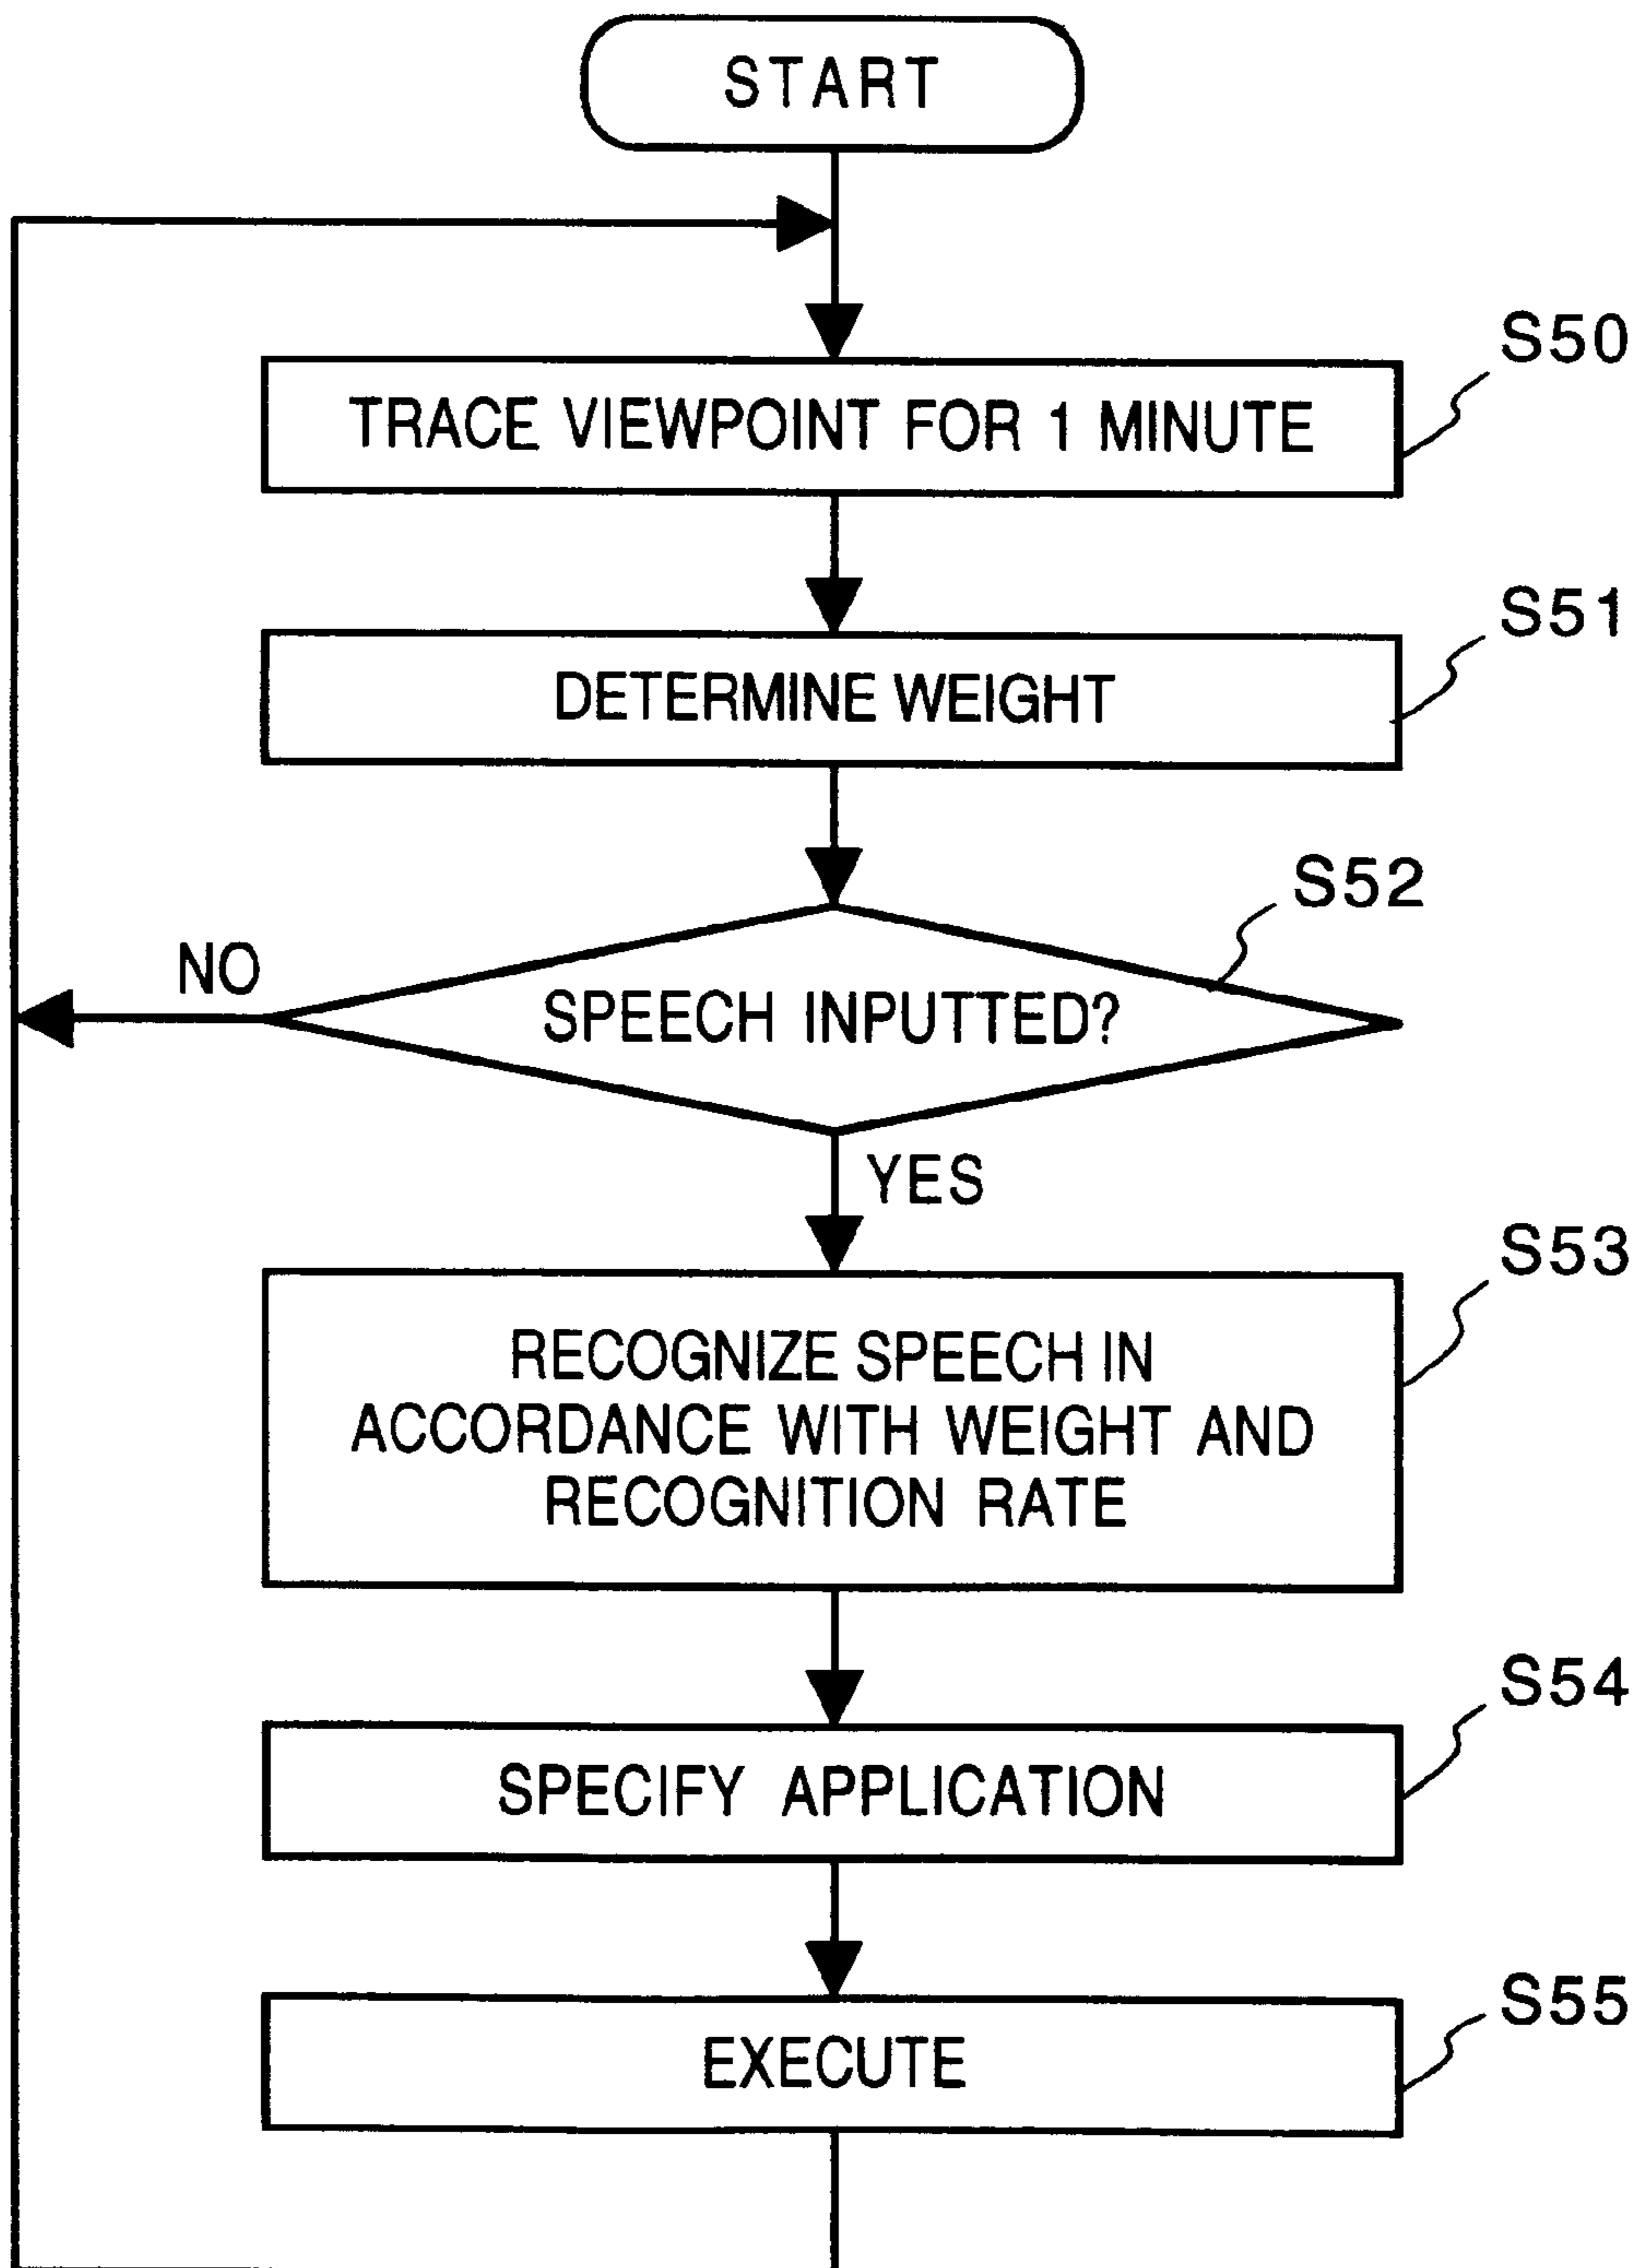 START
S50
TRACE VIEWPOINT FOR 1 MINUTE
S51
DETERMINE WEIGHT
S52
NO
SPEECH INPUTTED?
YES
S53
RECOGNIZE SPEECH IN
ACCORDANCE WITH WEIGHT AND
RECOGNITION RATE
S54
SPECIFY APPLICATION
S55
EXECUTE